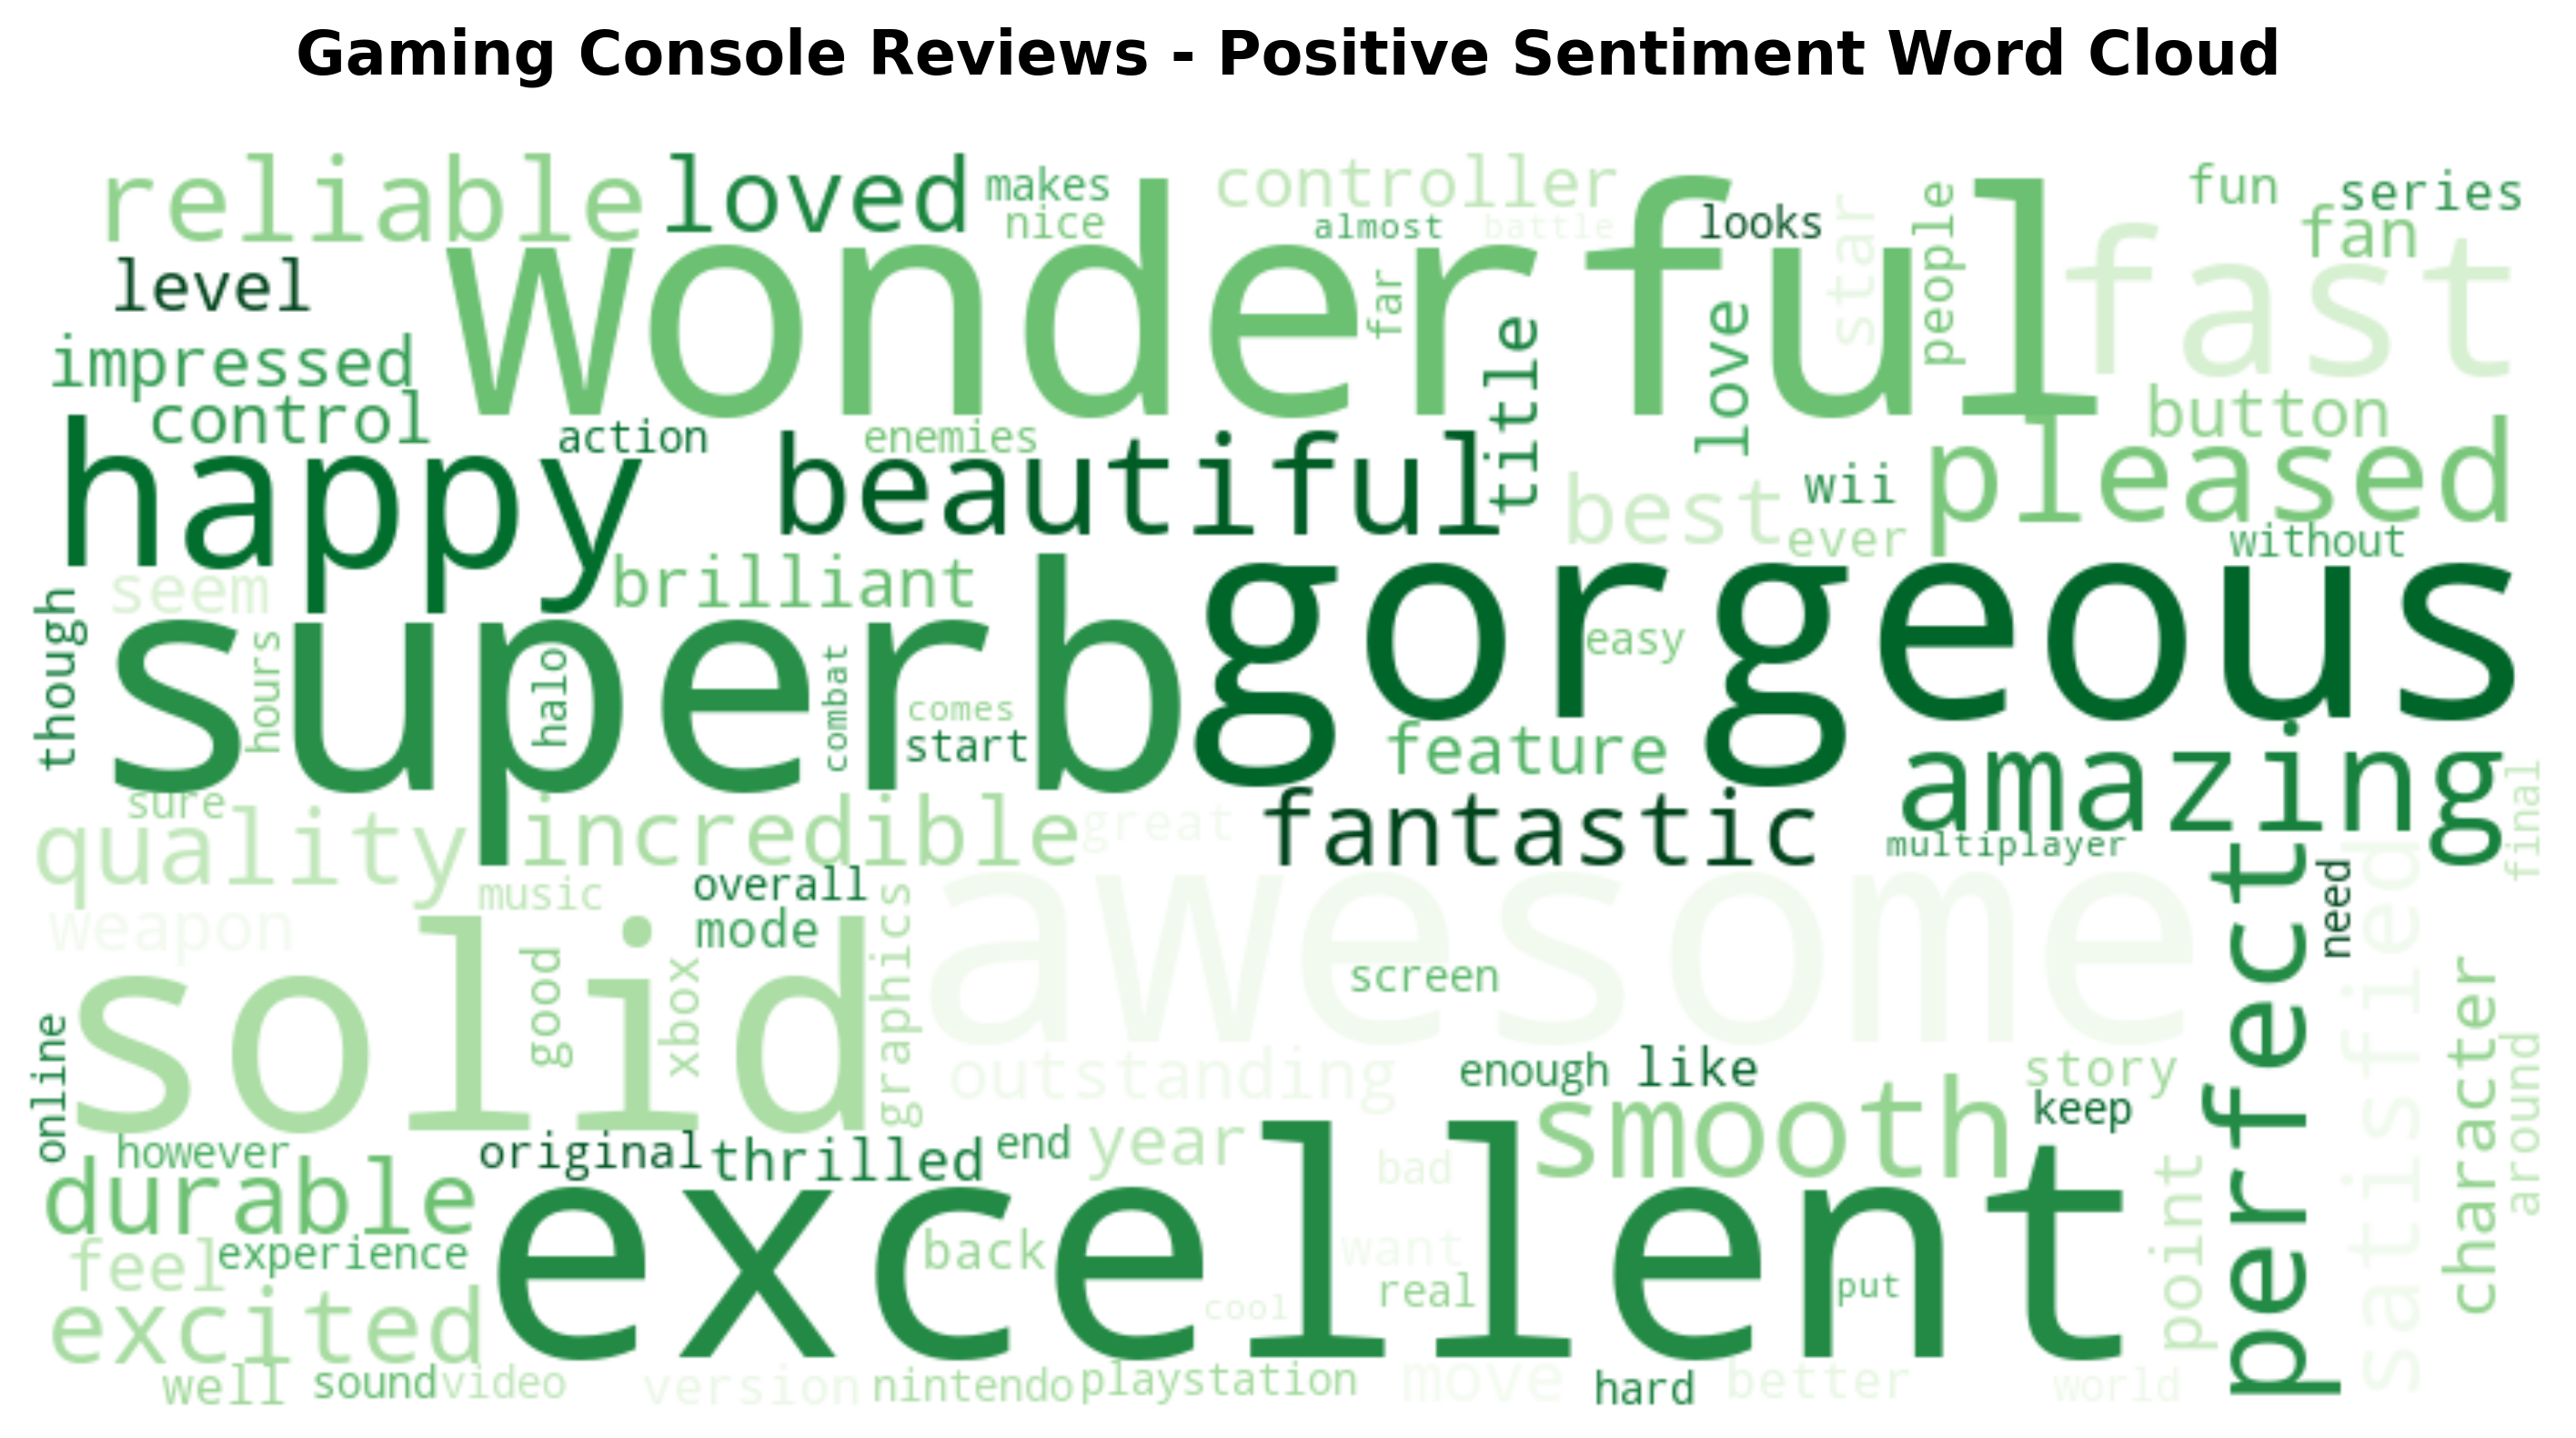 Gaming Console Reviews - Positive Sentiment Word Cloud
reliable
loved
makes
nice
controller
almost
battle
looks
star
people
fun
series
fan
level
wonderful
far
fast
impressed
title
love
control
action
enemies
button
happy
beautiful
best
wii
ever
pleased
without
seem
brilliant
gorgeous
though
hours
superb
halo
combat
comes
start
easy
feature
amazing
sure
quality
incredible
great
fantastic
multiplayer
final
music
overall
mode
weapon
solid
good
xbox
graphics
awesome
screen
perfect
need
satisfied
character
around
online
outstanding
enough
like
story
keep
smooth
however
original
thrilled
end
year
bad
point
durable
excellent
feel
experience
back
want
real
cool
put
excited
well
sound
video
version
nintendo
playstation
move
hard
better
world